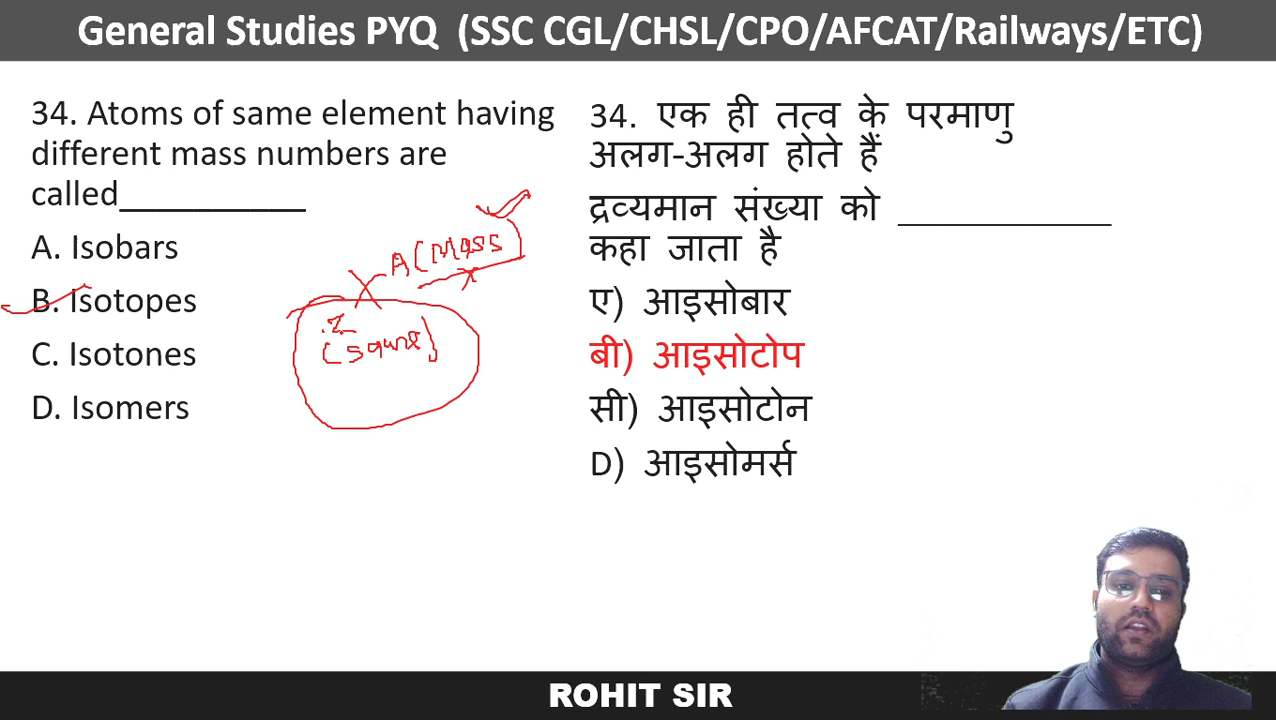 General Studies PYQ (SSC CGL/CHSL/CPO/AFCAT/Railways/ETC)
34. Atoms of same element having
different mass numbers are
called___________
A. Isobars
B. Isotopes
C. Isotones
D. Isomers
A (Mass)
X
Z
(Same)
34. एक ही तत्व के परमाणु
अलग-अलग होते हैं
द्रव्यमान संख्या को ____________
कहा जाता है
ए) आइसोबार
बी) आइसोटोप
सी) आइसोटोन
D) आइसोमर्स
ROHIT SIR